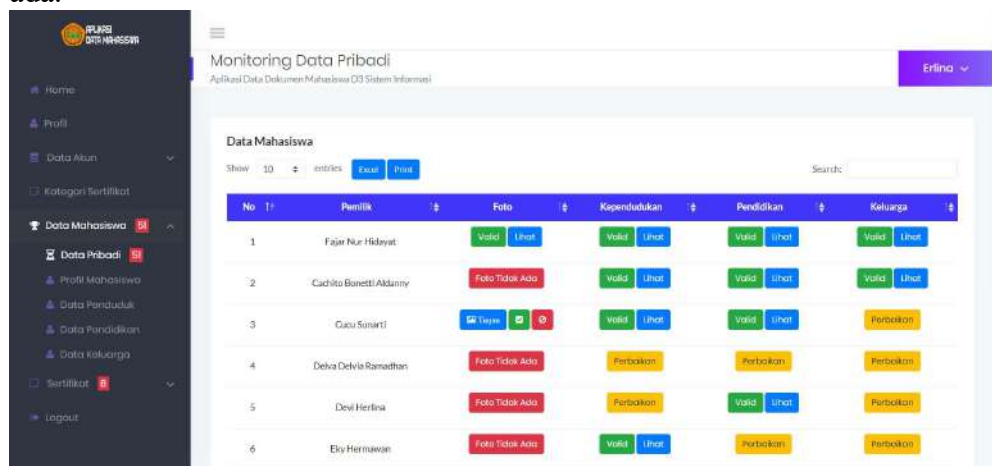 APLIKASI
DATA MAHASISWA
Monitoring Data Pribadi
Aplikasi Data Dokumen Mahasiswa D3 Sistem Informasi
Erlina
Home
Profil
Data Akun
Kategori Sertifikat
Data Mahasiswa 51
Data Pribadi 51
Profil Mahasiswa
Data Penduduk
Data Pendidikan
Data Keluarga
Sertifikat 8
Logout
Data Mahasiswa
Show 10 entries Excel Print Search:
No Pemilik Foto Kependudukan Pendidikan Keluarga
1 Fajar Nur Hidayat Valid Lihat Valid Lihat Valid Lihat Valid Lihat
2 Cachito Bonetti Aldanny Foto Tidak Ada Valid Lihat Valid Lihat Valid Lihat
3 Cucu Sunarti Tinjau Valid Lihat Valid Lihat Perbaikan
4 Delva Delvia Ramadhan Foto Tidak Ada Perbaikan Perbaikan Perbaikan
5 Devi Herlina Foto Tidak Ada Perbaikan Valid Lihat Perbaikan
6 Eky Hermawan Foto Tidak Ada Valid Lihat Perbaikan Perbaikan